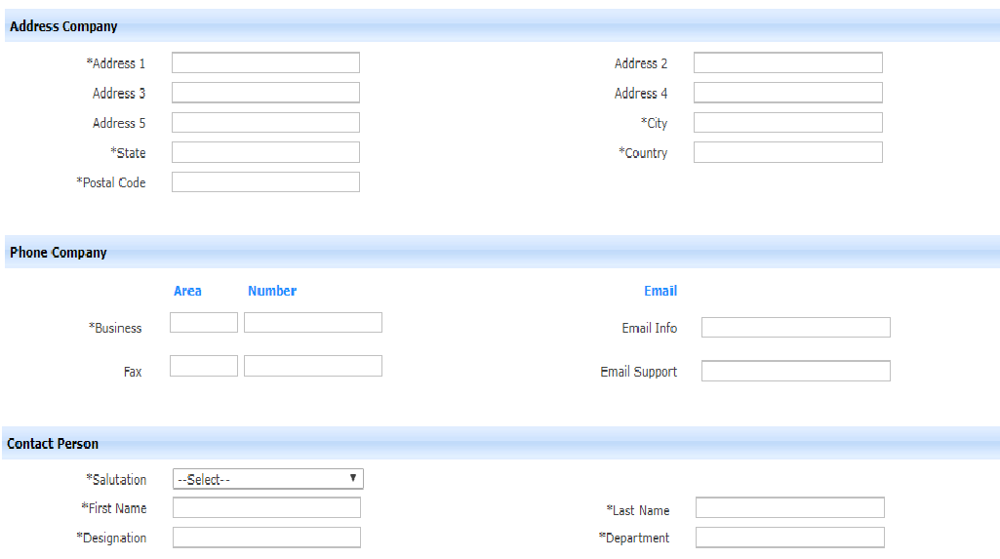 Address Company
*Address 1 Address 2
Address 3 Address 4
Address 5 *City
*State *Country
*Postal Code
Phone Company
Area Number Email
*Business Email Info
Fax Email Support
Contact Person
*Salutation --Select--
*First Name *Last Name
*Designation *Department